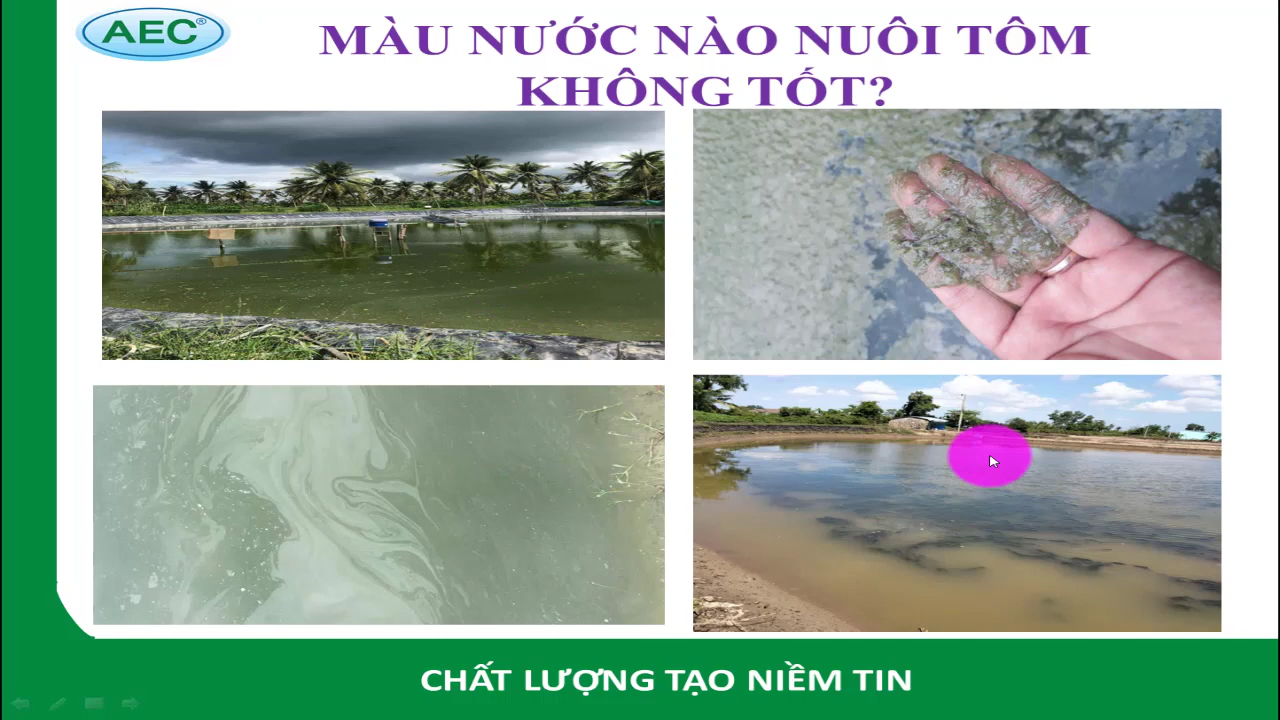 AEC®
MÀU NƯỚC NÀO NUÔI TÔM
KHÔNG TỐT?
CHẤT LƯỢNG TẠO NIỀM TIN